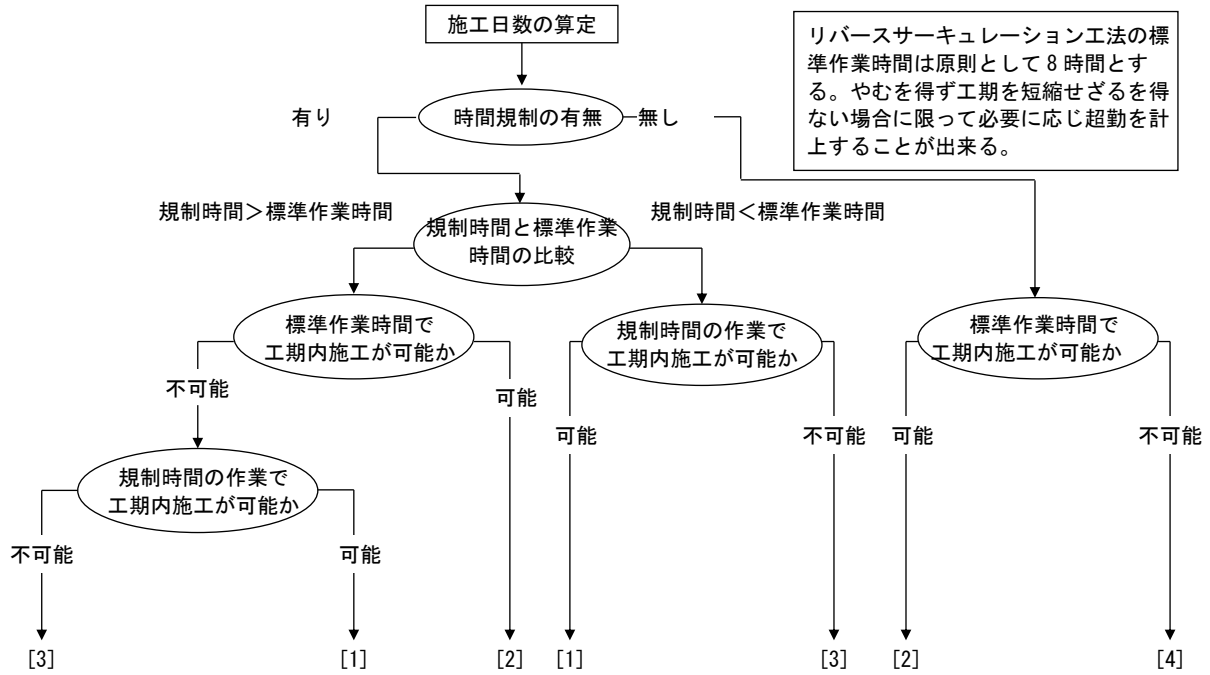 施工日数の算定
リバースサーキュレーション工法の標
準作業時間は原則として8時間とす
る。やむを得ず工期を短縮せざるを得
ない場合に限って必要に応じ超勤を計
上することが出来る。
有り
時間規制の有無
無し
規制時間＞標準作業時間
規制時間＜標準作業時間
規制時間と標準作業
時間の比較
標準作業時間で
工期内施工が可能か
規制時間の作業で
工期内施工が可能か
標準作業時間で
工期内施工が可能か
不可能
可能
可能
不可能
可能
不可能
規制時間の作業で
工期内施工が可能か
不可能
可能
[3]
[1]
[2]
[1]
[3]
[2]
[4]